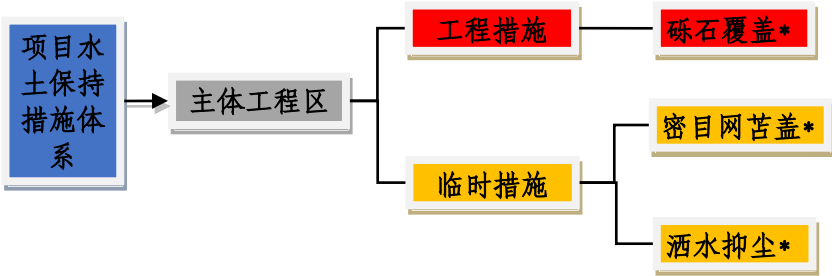 项目水
土保持
措施体
系
主体工程区
工程措施
砾石覆盖*
临时措施
密目网苫盖*
洒水抑尘*